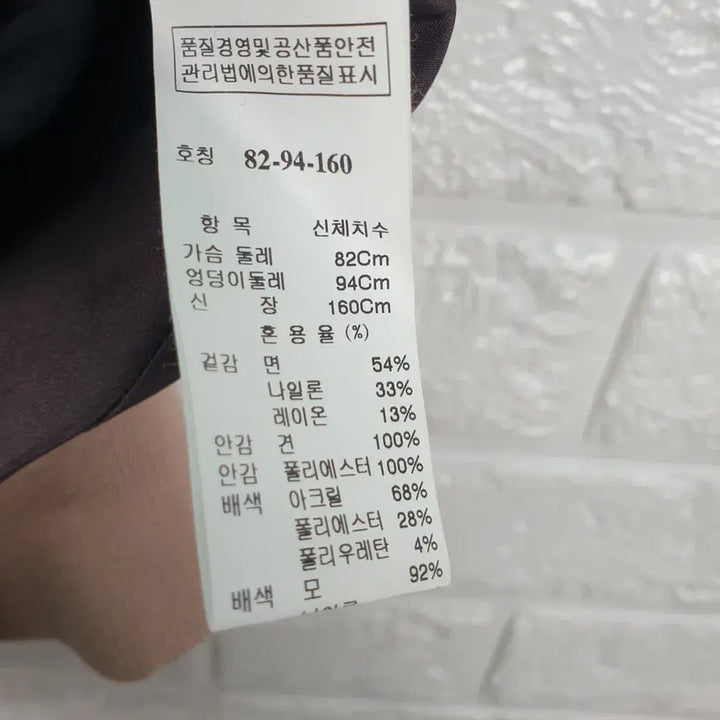 품질경영및공산품안전
관리법에의한품질표시
호칭 82-94-160
항 목 신체치수
가슴 둘레 82Cm
엉덩이둘레 94Cm
신 장 160Cm
혼 용 율 (%)
겉감 면 54%
나일론 33%
레이온 13%
안감 견 100%
안감 폴리에스터 100%
배색 아크릴 68%
폴리에스터 28%
폴리우레탄 4%
배색 모 92%